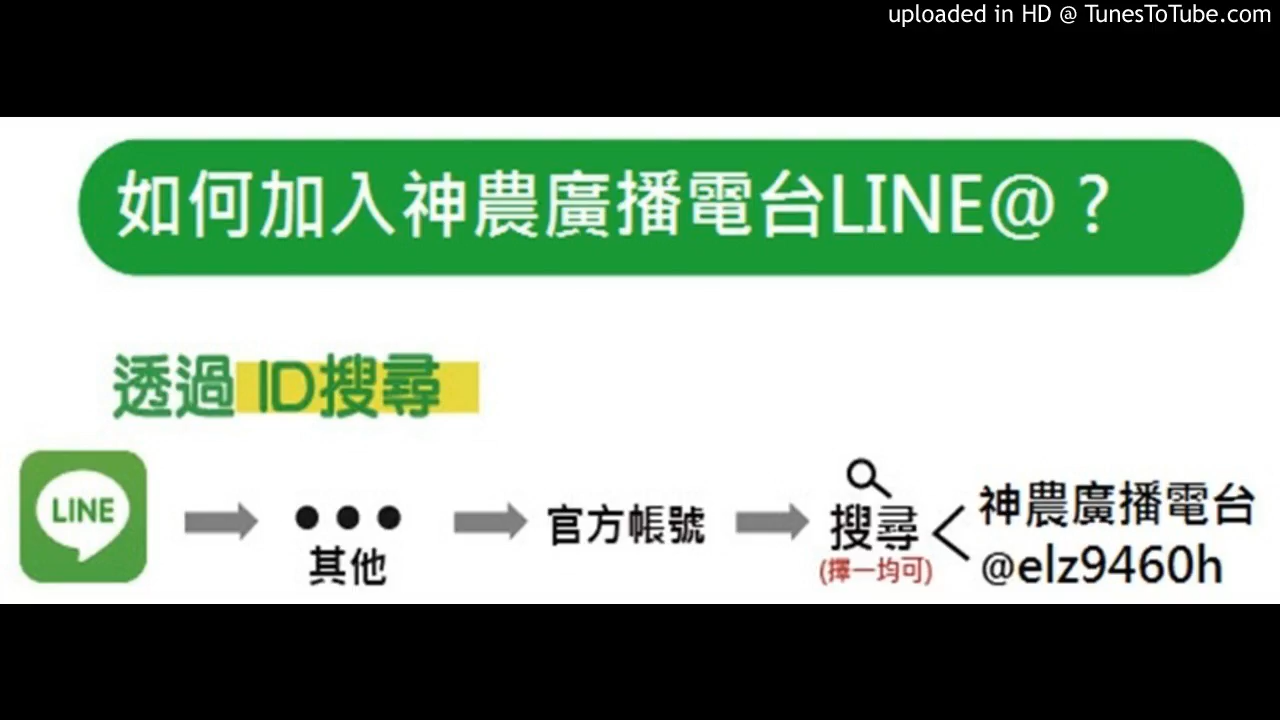 uploaded in HD @ TunesToTube.com
如何加入神農廣播電台LINE@？
透過 ID搜尋
LINE
其他
官方帳號
搜尋
(擇一均可)
神農廣播電台
@elz9460h